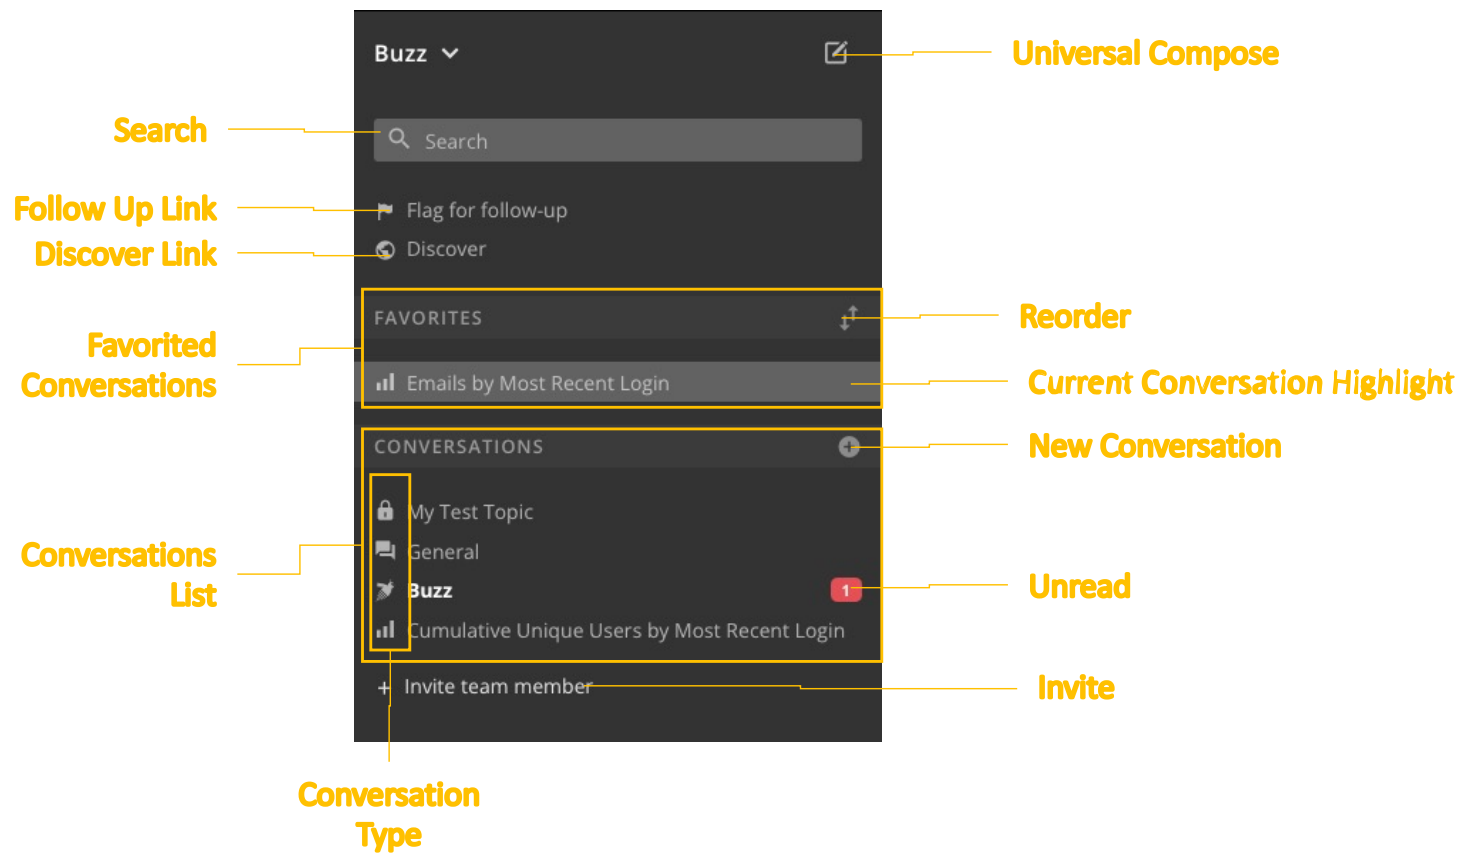 Buzz
Universal Compose
Search
Search
Follow Up Link
Flag for follow-up
Discover Link
Discover
Favorited
Conversations
FAVORITES
Reorder
Emails by Most Recent Login
Current Conversation Highlight
CONVERSATIONS
New Conversation
My Test Topic
General
Conversations
List
Buzz
1
Unread
Cumulative Unique Users by Most Recent Login
+ Invite team member
Invite
Conversation
Type